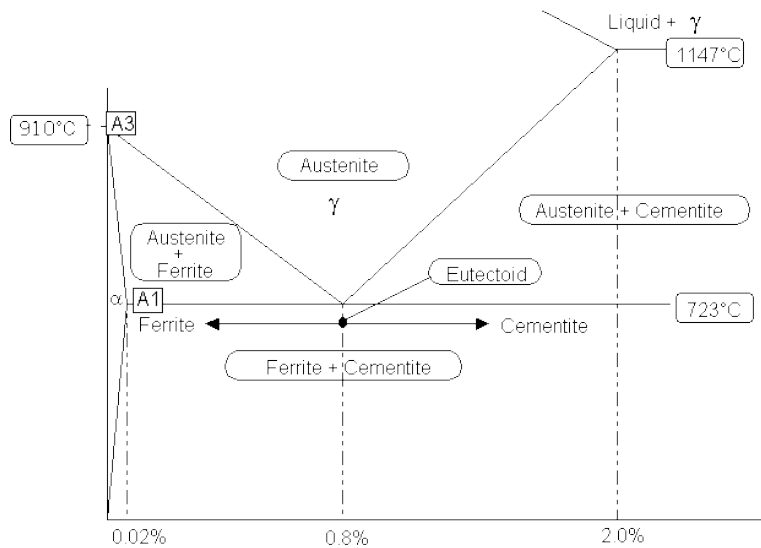 Liquid + γ
1147°C
910°C
A3
Austenite
γ
Austenite
+
Ferrite
Austenite + Cementite
Eutectoid
α
A1
723°C
Ferrite
Cementite
Ferrite + Cementite
0.02%
0.8%
2.0%